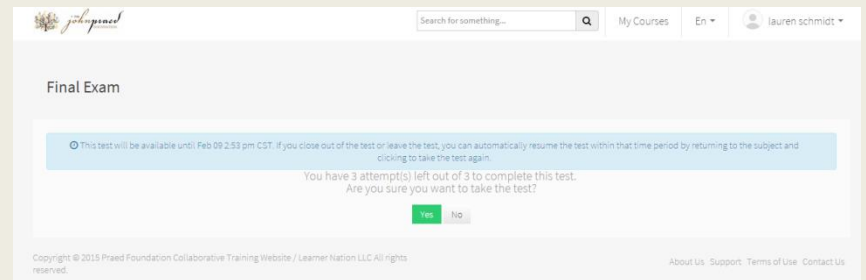 john praed
Search for something...
My Courses
En
lauren schmidt
Final Exam
This test will be available until Feb 09 2:53 pm CST. If you close out of the test or leave the test, you can automatically resume the test within that time period by returning to the subject and
clicking to take the test again.
You have 3 attempt(s) left out of 3 to complete this test.
Are you sure you want to take the test?
Yes No
Copyright © 2015 Praed Foundation Collaborative Training Website / Learner Nation LLC All rights
reserved.
About Us Support Terms of Use Contact Us